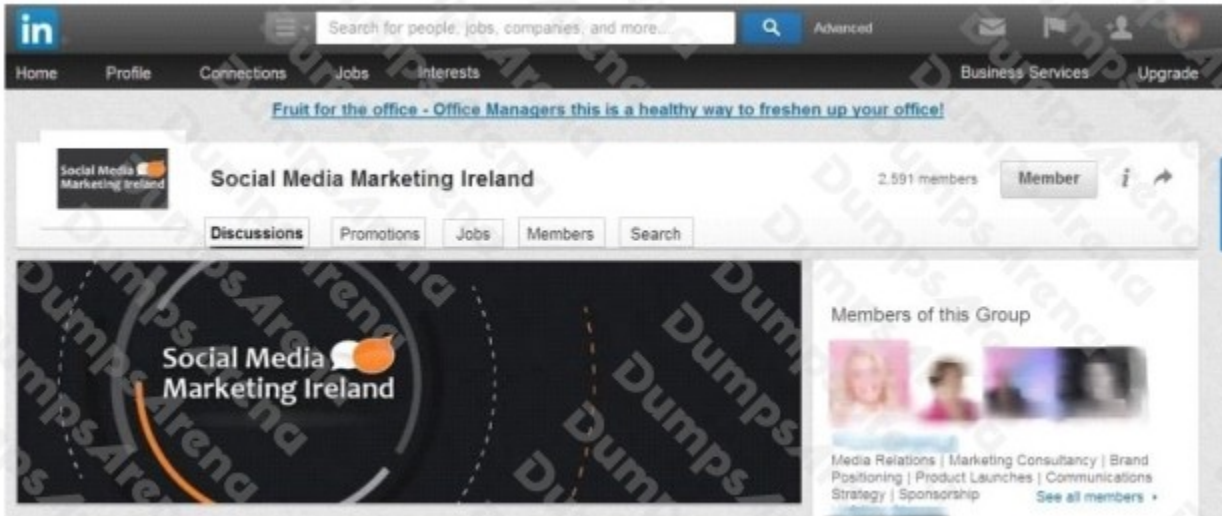 in
Search for people, jobs, companies, and more...
Advanced
Home Profile Connections Jobs Interests Business Services Upgrade
Fruit for the office - Office Managers this is a healthy way to freshen up your office!
Social Media
Marketing Ireland
Social Media Marketing Ireland
2,591 members
Member
i
Discussions Promotions Jobs Members Search
Social Media
Marketing Ireland
Members of this Group
Media Relations | Marketing Consultancy | Brand
Positioning | Product Launches | Communications
Strategy | Sponsorship
See all members
DumpsArena